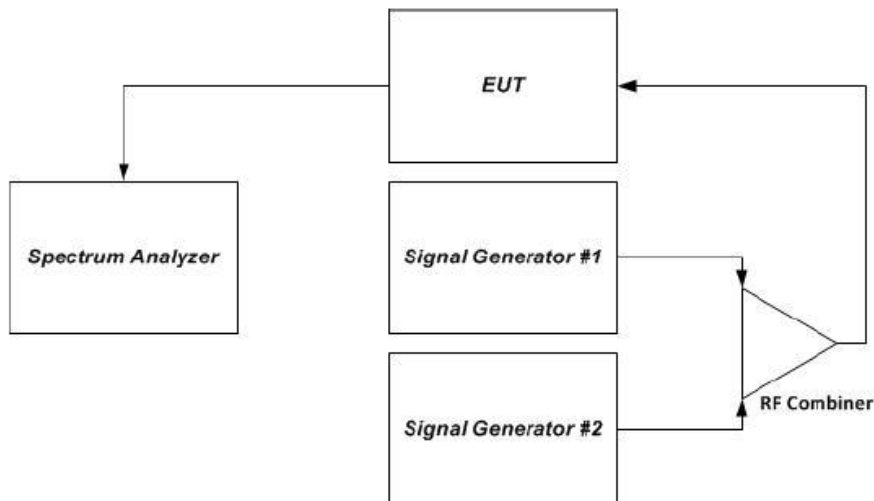 EUT
Spectrum Analyzer
Signal Generator #1
Signal Generator #2
RF Combiner